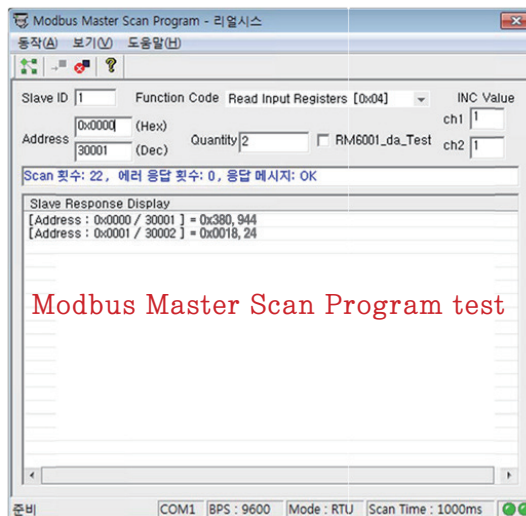 Modbus Master Scan Program - 리얼시스
동작(A) 보기(V) 도움말(H)
Slave ID 1 Function Code Read Input Registers [0x04] INC Value
Address 0x0000 (Hex) Quantity 2 RM6001_da_Test ch1 1
30001 (Dec) ch2 1
Scan 횟수: 22, 에러 응답 횟수: 0, 응답 메시지: OK
Slave Response Display
[Address : 0x0000 / 30001 ] = 0x380, 944
[Address : 0x0001 / 30002 ] = 0x0018, 24
Modbus Master Scan Program test
준비 COM1 BPS : 9600 Mode : RTU Scan Time : 1000ms